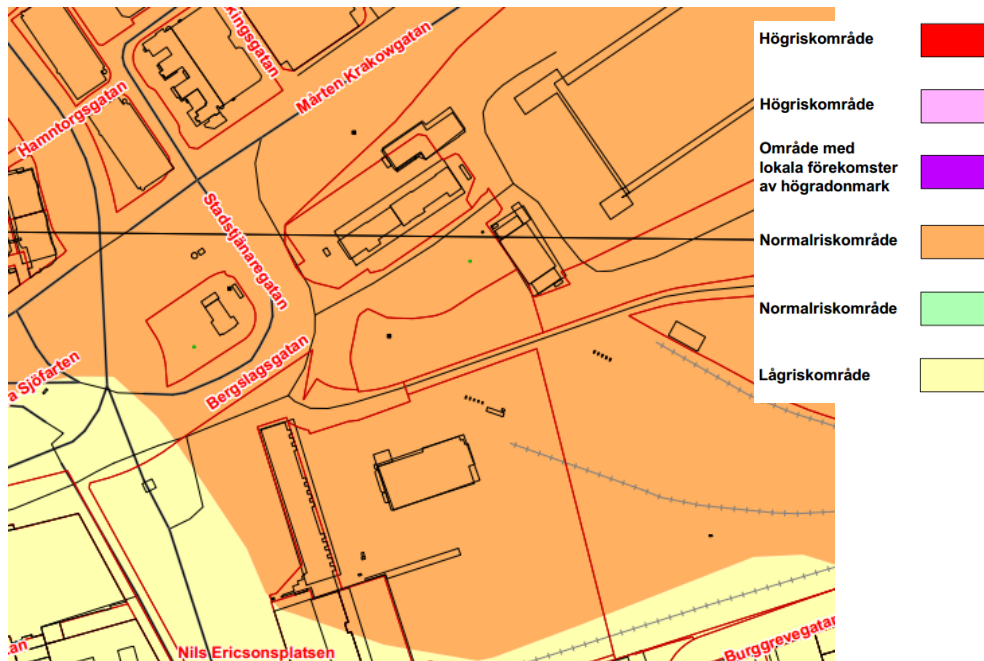 kingsgatan
Mårten Krakowgatan
Hamntorgsgatan
Stadstjänaregatan
Bergslagsgatan
a Sjöfarten
Nils Ericsonsplatsen
Burggrevegatan
tan
Högriskområde
Högriskområde
Område med
lokala förekomster
av högradonmark
Normalriskområde
Normalriskområde
Lågriskområde